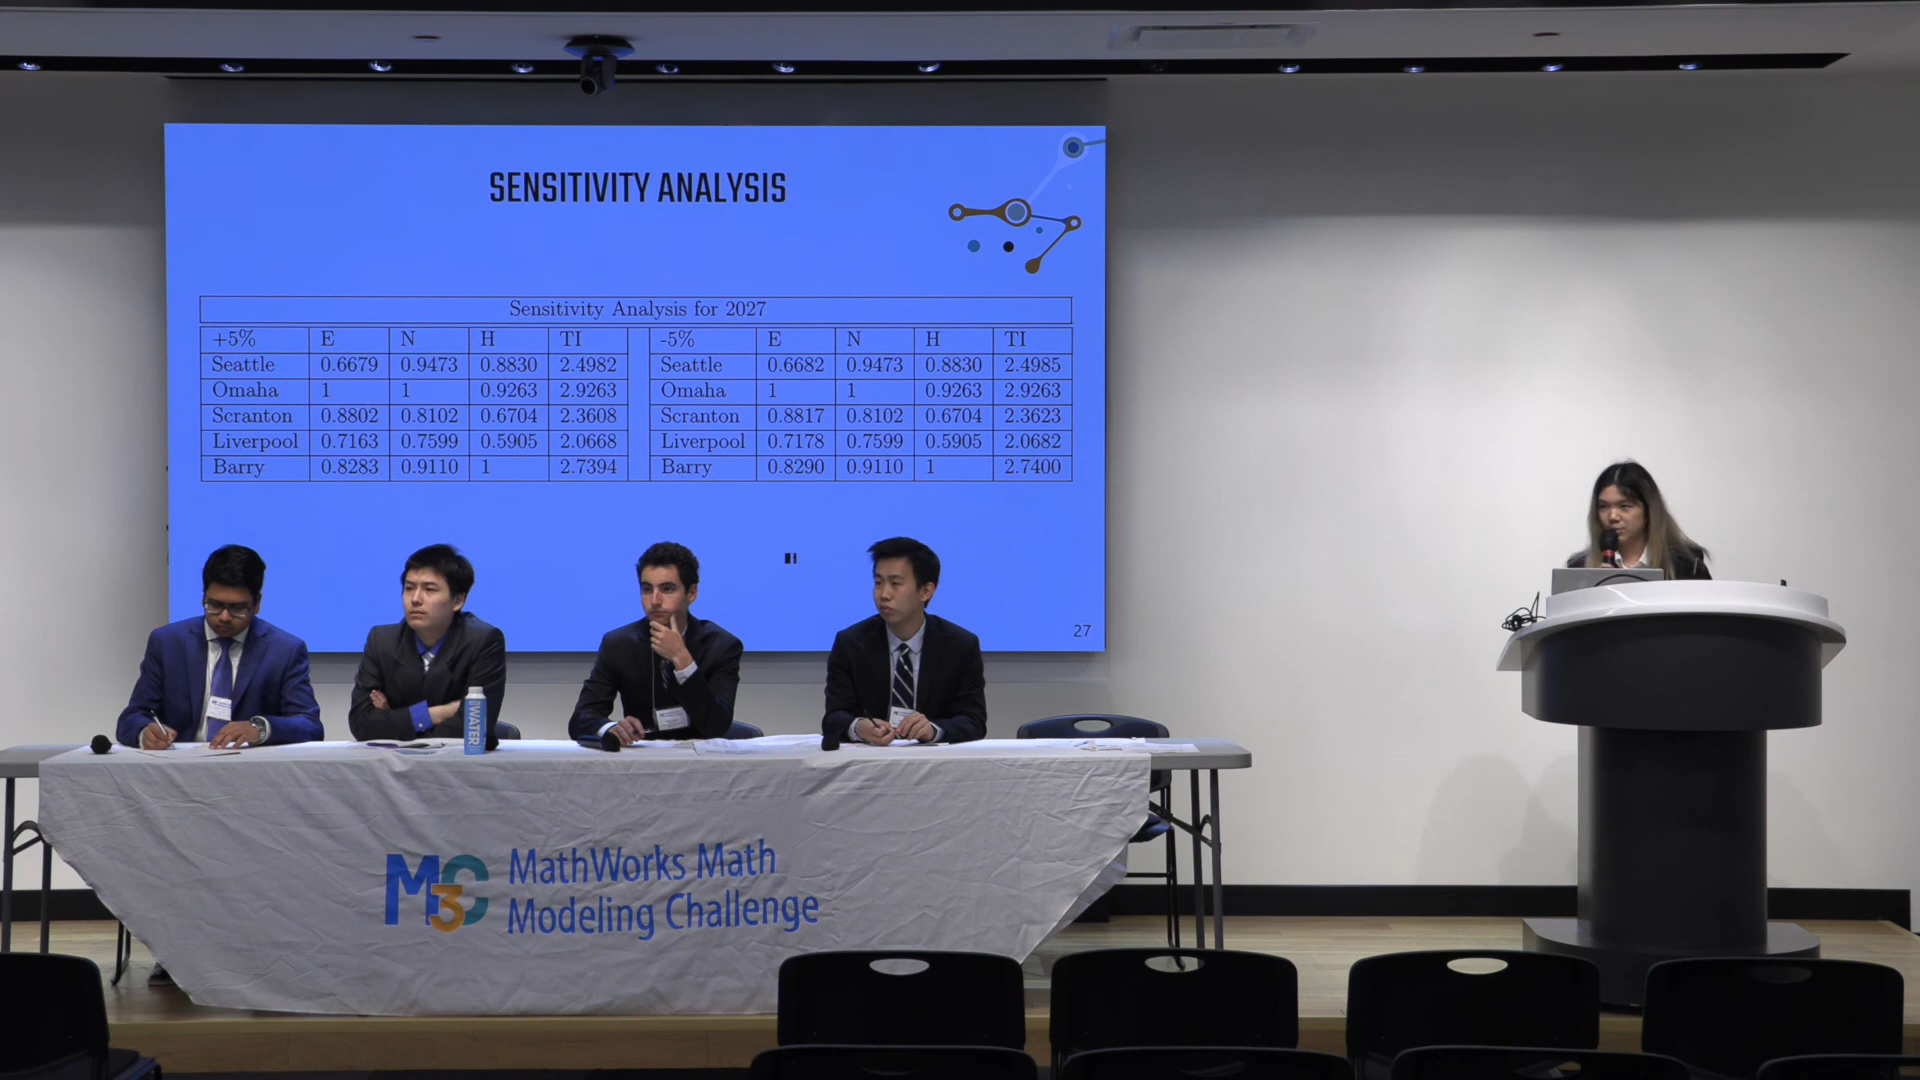 SENSITIVITY ANALYSIS
Sensitivity Analysis for 2027
+5% E N H TI -5% E N H TI
Seattle 0.6679 0.9473 0.8830 2.4982 Seattle 0.6682 0.9473 0.8830 2.4985
Omaha 1 1 0.9263 2.9263 Omaha 1 1 0.9263 2.9263
Scranton 0.8802 0.8102 0.6704 2.3608 Scranton 0.8817 0.8102 0.6704 2.3623
Liverpool 0.7163 0.7599 0.5905 2.0668 Liverpool 0.7178 0.7599 0.5905 2.0682
Barry 0.8283 0.9110 1 2.7394 Barry 0.8290 0.9110 1 2.7400
27
WATER
M3C MathWorks Math
Modeling Challenge